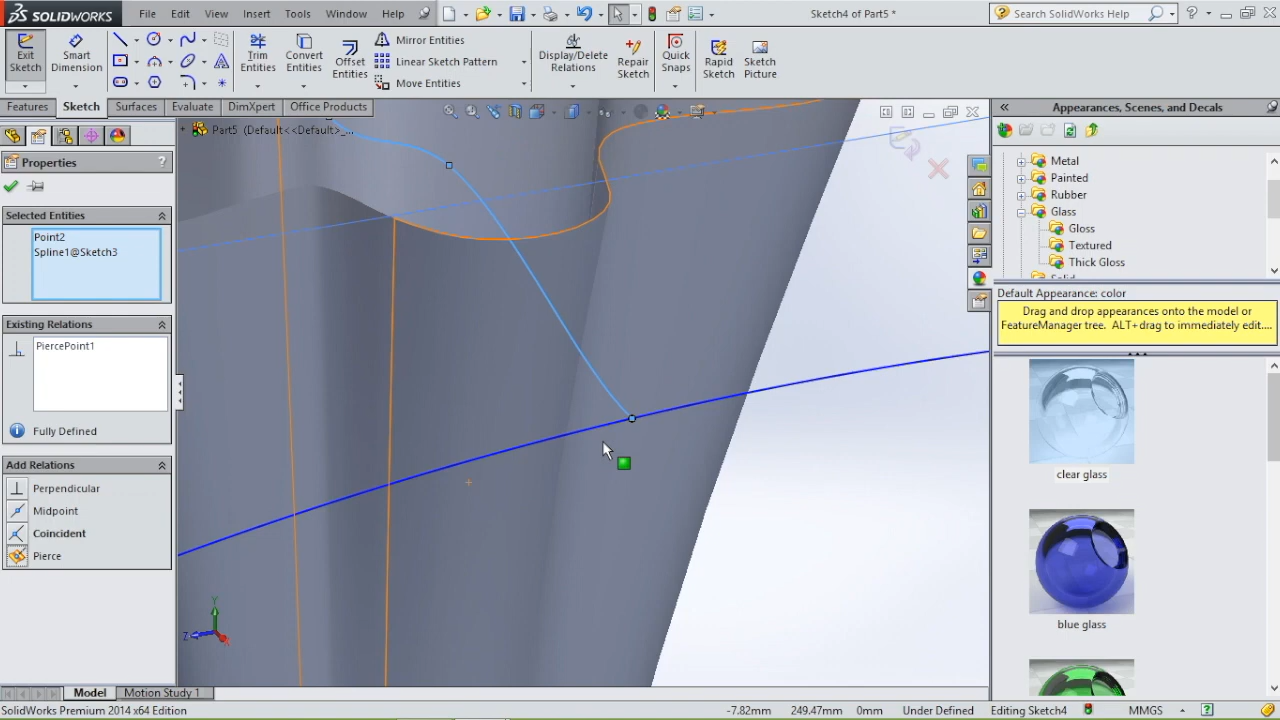 SOLIDWORKS File Edit View Insert Tools Window Help Sketch4 of Part5 * Search SolidWorks Help
Exit Sketch
Smart Dimension
Trim Entities
Convert Entities
Offset Entities
Mirror Entities
Linear Sketch Pattern
Move Entities
Display/Delete Relations
Repair Sketch
Quick Snaps
Rapid Sketch
Sketch Picture
Features Sketch Surfaces Evaluate DimXpert Office Products
Part5 (Default<<Default>_...
Properties ?
Selected Entities
Point2
Spline1@Sketch3
Existing Relations
PiercePoint1
Fully Defined
Add Relations
Perpendicular
Midpoint
Coincident
Pierce
Y
Z
X
Appearances, Scenes, and Decals
Metal
Painted
Rubber
Glass
Gloss
Textured
Thick Gloss
Default Appearance: color
Drag and drop appearances onto the model or
FeatureManager tree. ALT+drag to immediately edit....
clear glass
blue glass
Model Motion Study 1
SolidWorks Premium 2014 x64 Edition -7.82mm 249.47mm 0mm Under Defined Editing Sketch4 MMGS